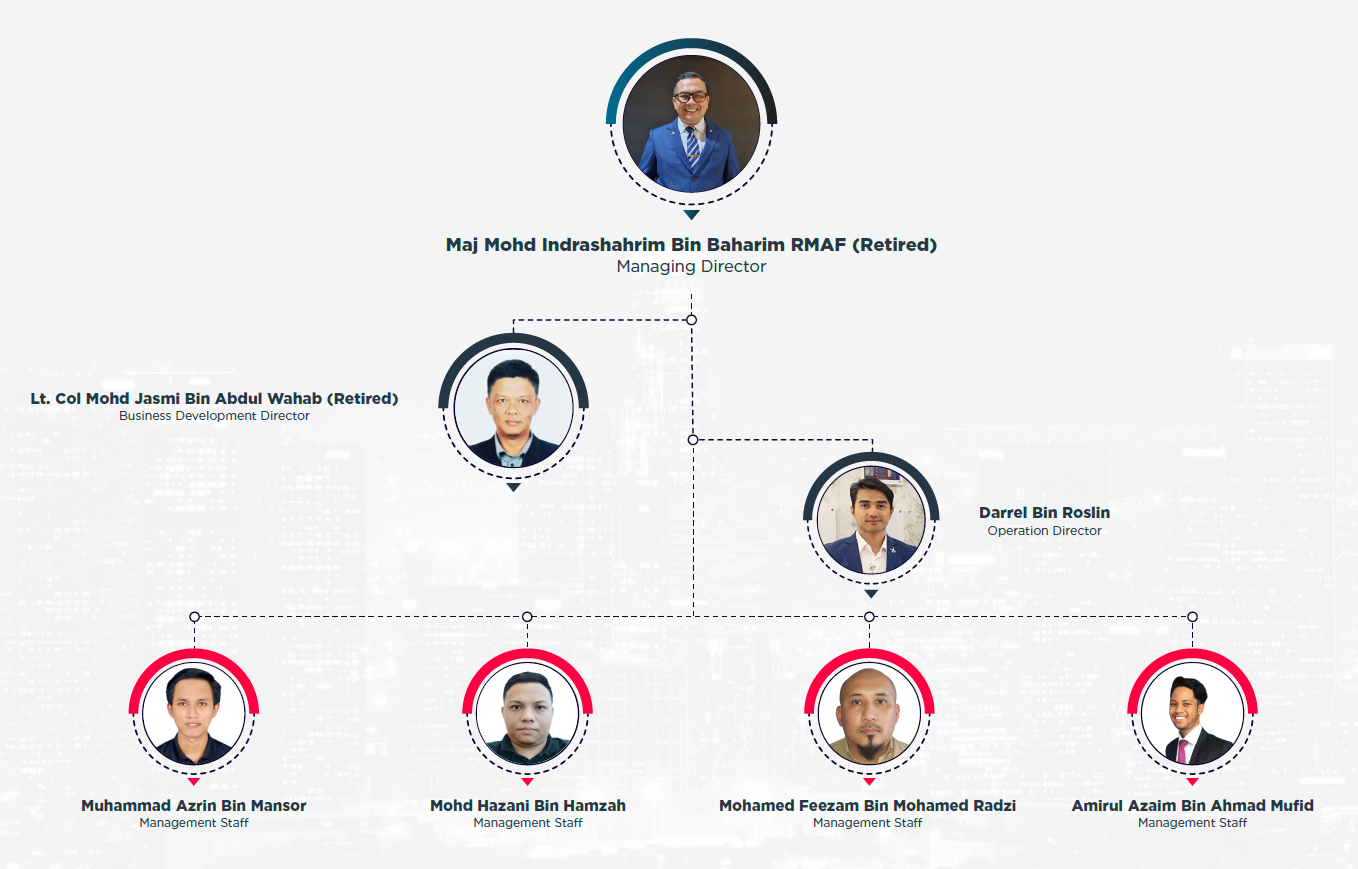 Maj Mohd Indrashahrim Bin Baharim RMAF (Retired)
Managing Director
Lt. Col Mohd Jasmi Bin Abdul Wahab (Retired)
Business Development Director
Darrel Bin Roslin
Operation Director
Muhammad Azrin Bin Mansor
Management Staff
Mohd Hazani Bin Hamzah
Management Staff
Mohamed Feezam Bin Mohamed Radzi
Management Staff
Amirul Azaim Bin Ahmad Mufid
Management Staff